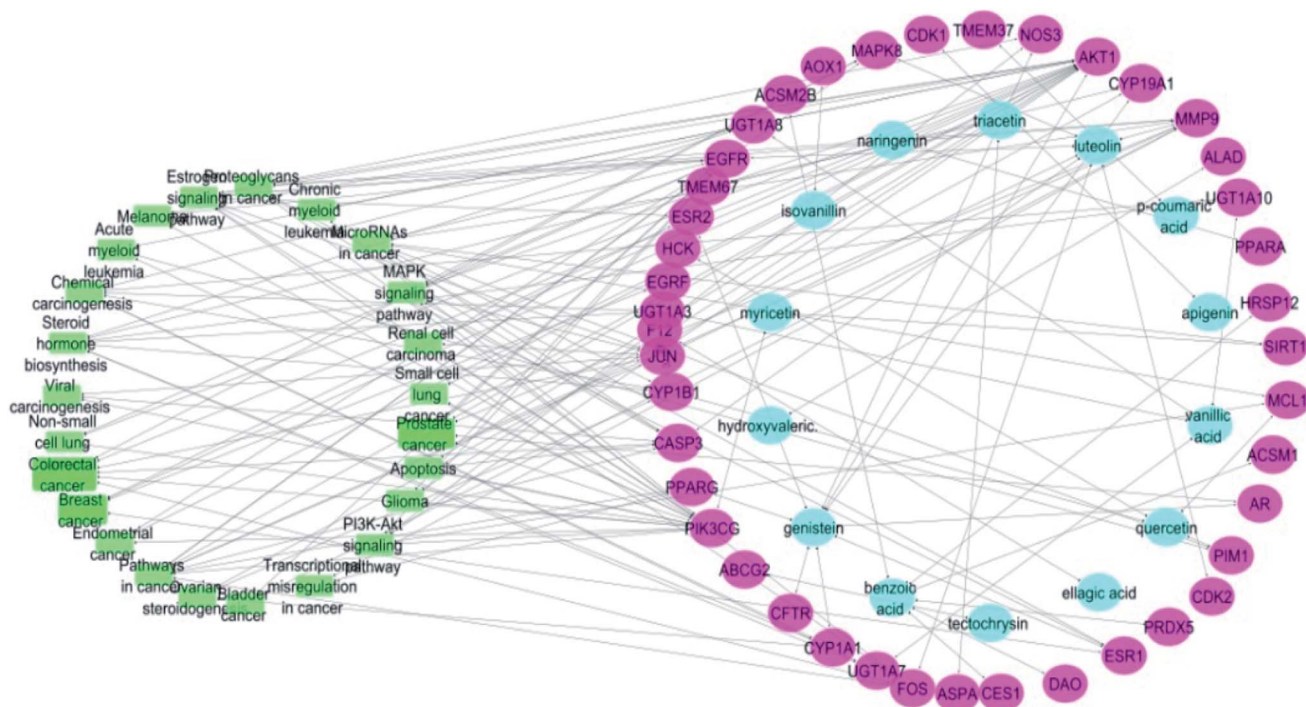 Proteoglycans
in cancer
Estrogen
signaling
pathway
Chronic
myeloid
leukemia
Melanoma
MicroRNAs
in cancer
Acute
myeloid
leukemia
MAPK
signaling
pathway
Chemical
carcinogenesis
Steroid
hormone
biosynthesis
Renal cell
carcinoma
Small cell
lung
cancer
Viral
carcinogenesis
Non-small
cell lung
Prostate
cancer
Colorectal
cancer
Apoptosis
Breast
cancer
Glioma
Endometrial
cancer
PI3K-Akt
signaling
pathway
Pathways
in cancer
Ovarian
steroidogenesis
Bladder
cancer
Transcriptional
misregulation
in cancer
CDK1
TMEM37
NOS3
MAPK8
AKT1
AOX1
CYP19A1
ACSM2B
MMP9
UGT1A8
ALAD
EGFR
UGT1A10
TMEM67
PPARA
ESR2
HRSP12
HCK
SIRT1
EGRF
MCL1
UGT1A3
F12
JUN
ACSM1
CYP1B1
AR
CASP3
PIM1
PPARG
CDK2
PIK3CG
PRDX5
ABCG2
ESR1
CFTR
DAO
CYP1A1
CES1
UGT1A7
ASPA
FOS
naringenin
triacetin
luteolin
isovanillin
p-coumaric
acid
myricetin
apigenin
hydroxyvaleric.
vanillic
acid
genistein
quercetin
benzoic
acid
ellagic acid
tectochrysin